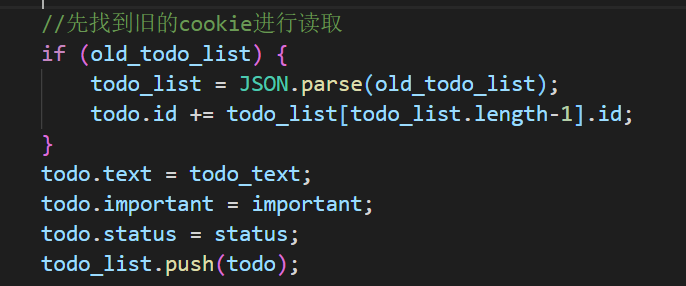 //先找到旧的cookie进行读取
if (old_todo_list) {
    todo_list = JSON.parse(old_todo_list);
    todo.id += todo_list[todo_list.length-1].id;
}
todo.text = todo_text;
todo.important = important;
todo.status = status;
todo_list.push(todo);